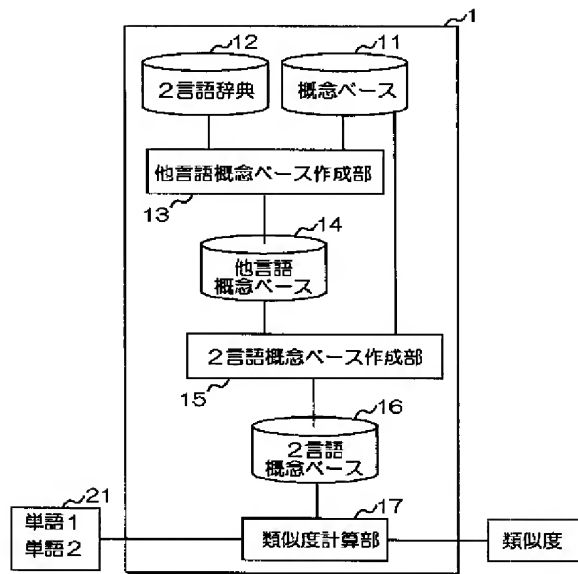 1
12
11
2言語辞典
概念ベース
他言語概念ベース作成部
13
14
他言語
概念ベース
2言語概念ベース作成部
15
16
2言語
概念ベース
21
17
単語1
単語2
類似度計算部
類似度